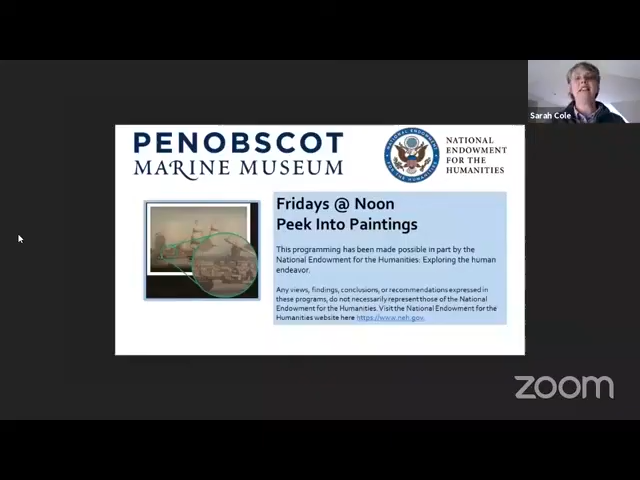 PENOBSCOT
MARINE MUSEUM
NATIONAL
ENDOWMENT
FOR THE
HUMANITIES
Sarah Cole
Fridays @ Noon
Peek Into Paintings
This programming has been made possible in part by the
National Endowment for the Humanities: Exploring the human
endeavor.
Any views, findings, conclusions, or recommendations expressed in
these programs, do not necessarily represent those of the National
Endowment for the Humanities. Visit the National Endowment for the
Humanities website here https://www.neh.gov.
zoom